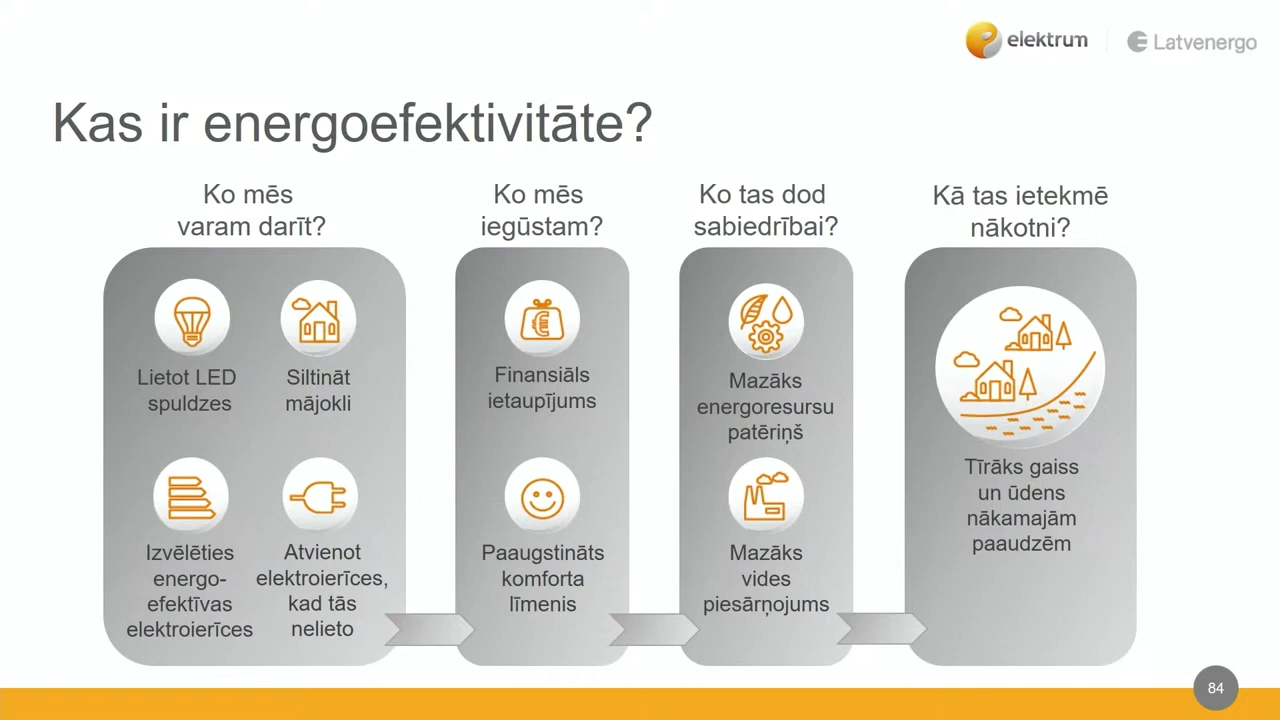 elektrum
Latvenergo
Kas ir energoefektivitāte?
Ko mēs
varam darīt?
Lietot LED
spuldzes
Siltināt
mājokli
Izvēlēties
energo-
efektīvas
elektroierīces
Atvienot
elektroierīces,
kad tās
nelieto
Ko mēs
iegūstam?
Finansiāls
ietaupījums
Paaugstināts
komforta
līmenis
Ko tas dod
sabiedrībai?
Mazāks
energoresursu
patēriņš
Mazāks
vides
piesārņojums
Kā tas ietekmē
nākotni?
Tīrāks gaiss
un ūdens
nākamajām
paaudzēm
84